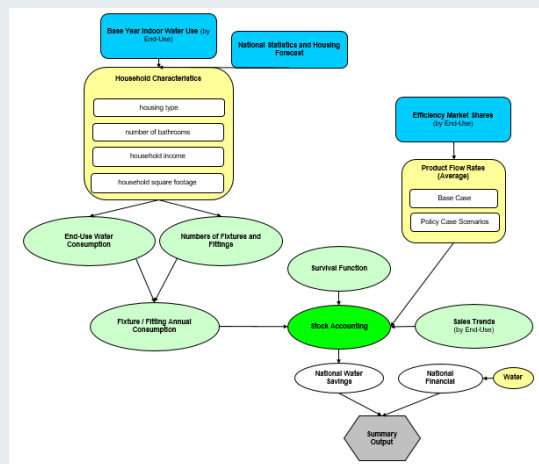 Base Year Indoor Water Use (by
End-Use)
National Statistics and Housing
Forecast
Household Characteristics
housing type
number of bathrooms
household income
household square footage
Efficiency Market Shares
(by End-Use)
Product Flow Rates
(Average)
Base Case
Policy Case Scenarios
End-Use Water
Consumption
Numbers of Fixtures and
Fittings
Survival Function
Fixture / Fitting Annual
Consumption
Stock Accounting
Sales Trends
(by End-Use)
National Water
Savings
National
Financial
Water
Summary
Output